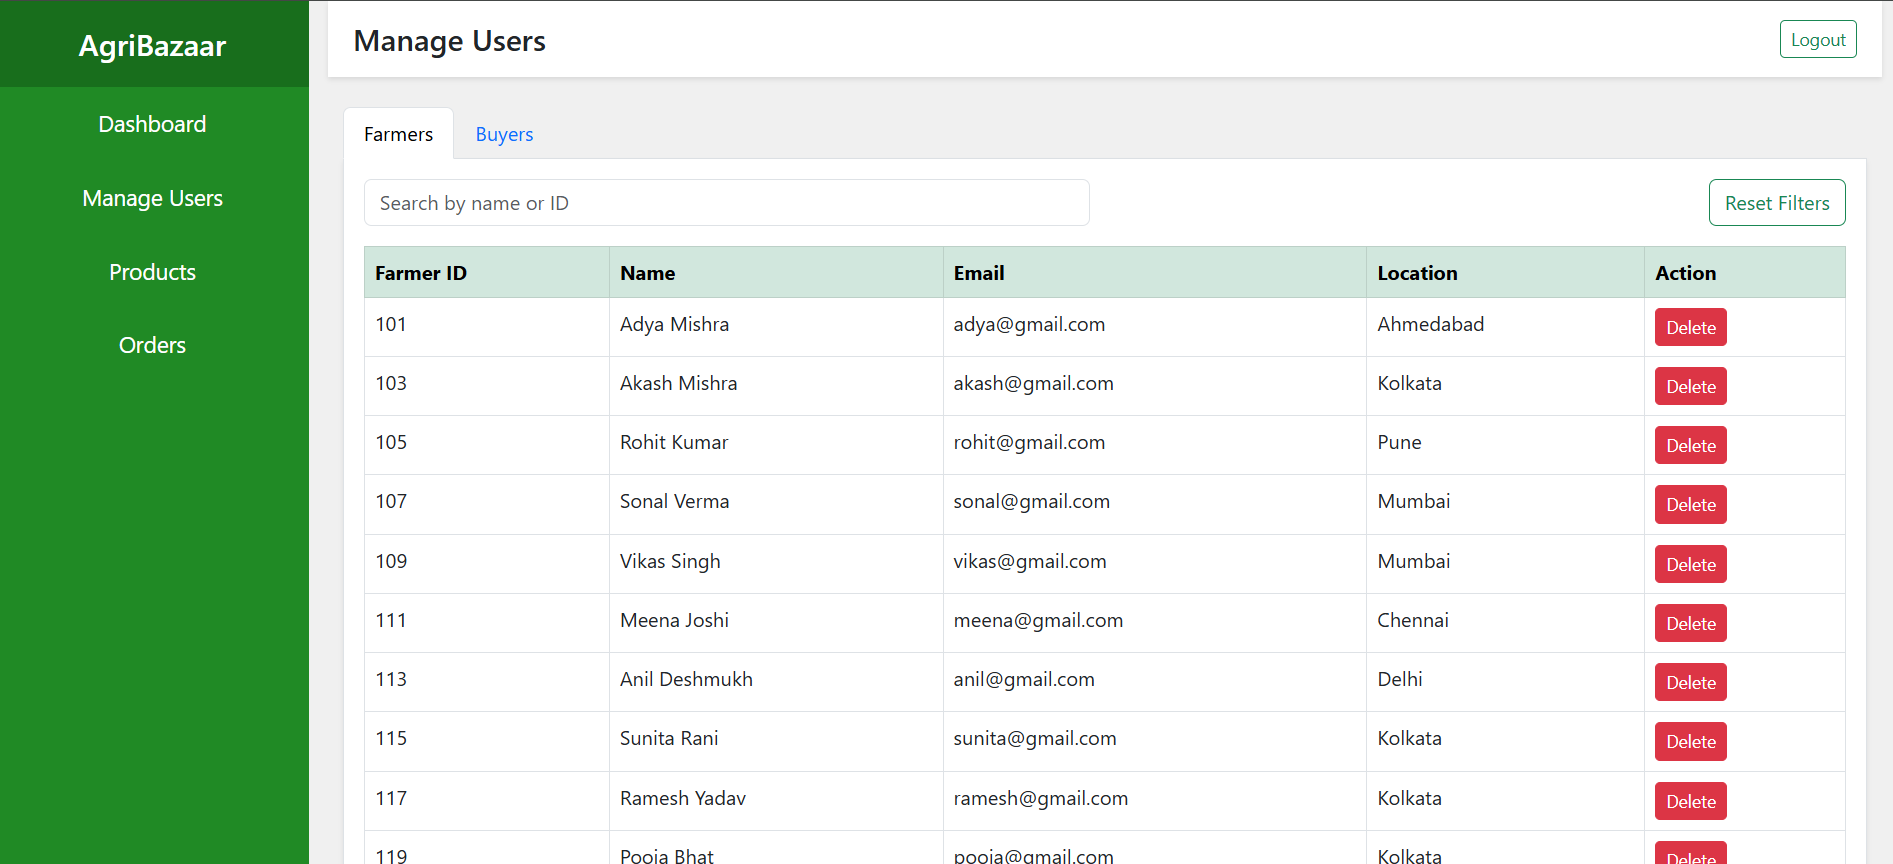 AgriBazaar
Dashboard
Manage Users
Products
Orders
Manage Users
Logout
Farmers Buyers
Search by name or ID
Reset Filters
Farmer ID Name Email Location Action
101 Adya Mishra adya@gmail.com Ahmedabad Delete
103 Akash Mishra akash@gmail.com Kolkata Delete
105 Rohit Kumar rohit@gmail.com Pune Delete
107 Sonal Verma sonal@gmail.com Mumbai Delete
109 Vikas Singh vikas@gmail.com Mumbai Delete
111 Meena Joshi meena@gmail.com Chennai Delete
113 Anil Deshmukh anil@gmail.com Delhi Delete
115 Sunita Rani sunita@gmail.com Kolkata Delete
117 Ramesh Yadav ramesh@gmail.com Kolkata Delete
119 Pooja Bhat pooja@gmail.com Kolkata Delete